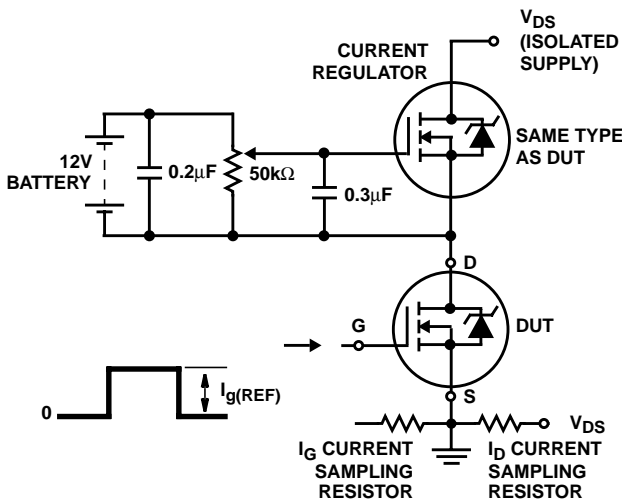 V_DS
(ISOLATED
SUPPLY)
CURRENT
REGULATOR
SAME TYPE
AS DUT
12V
BATTERY
0.2μF
50kΩ
0.3μF
D
DUT
G
I_g(REF)
0
S
V_DS
I_G CURRENT
SAMPLING
RESISTOR
I_D CURRENT
SAMPLING
RESISTOR